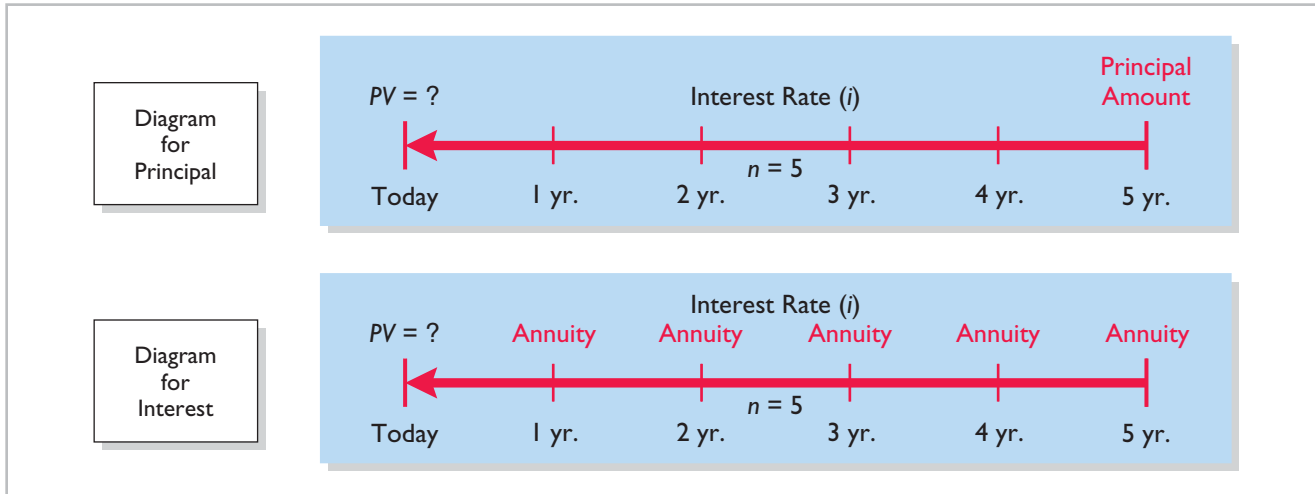 Diagram
for
Principal
PV = ?
Interest Rate (i)
Principal
Amount
n = 5
Today
1 yr.
2 yr.
3 yr.
4 yr.
5 yr.
Diagram
for
Interest
Interest Rate (i)
PV = ?
Annuity
Annuity
Annuity
Annuity
Annuity
n = 5
Today
1 yr.
2 yr.
3 yr.
4 yr.
5 yr.